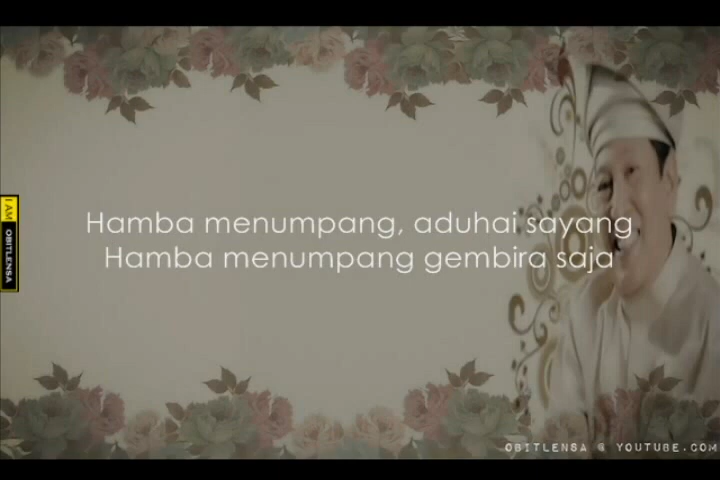 Hamba menumpang, aduhai sayang
Hamba menumpang gembira saja
I AM OBITLENSA
OBITLENSA @ YOUTUBE.COM